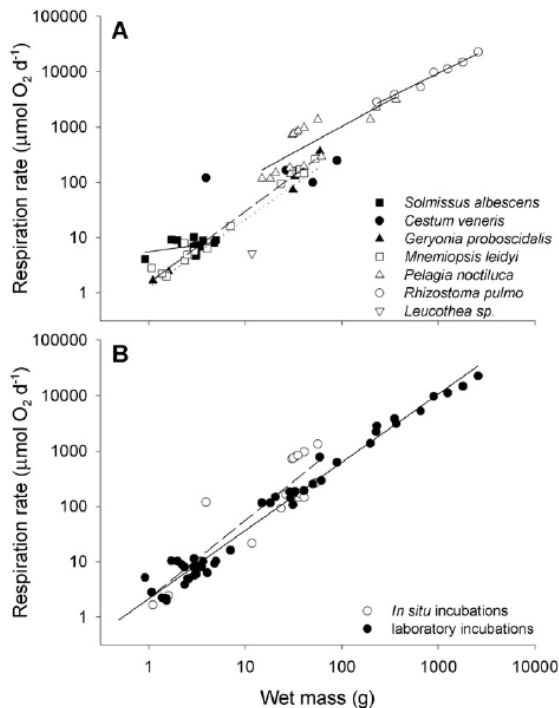 A
Respiration rate (μmol O₂ d⁻¹)
100000
10000
1000
100
10
1
Solmissus albescens
Cestum veneris
Geryonia proboscidalis
Mnemiopsis leidyi
Pelagia noctiluca
Rhizostoma pulmo
Leucothea sp.
B
Respiration rate (μmol O₂ d⁻¹)
100000
10000
1000
100
10
1
In situ incubations
laboratory incubations
1 10 100 1000 10000
Wet mass (g)